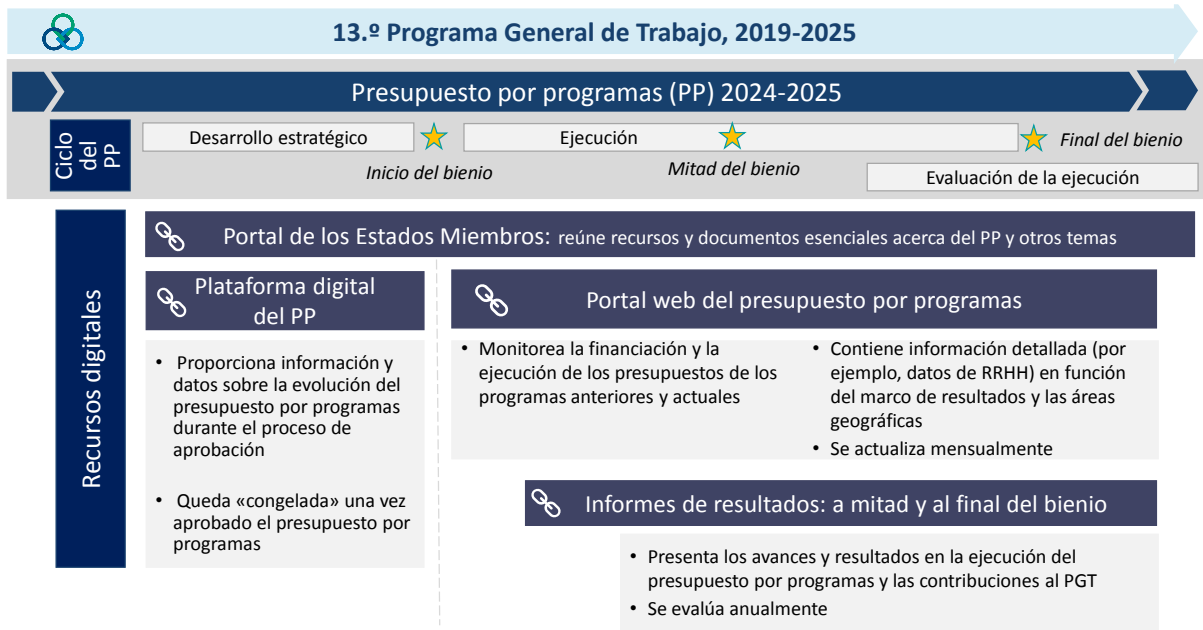 13.º Programa General de Trabajo, 2019-2025
Presupuesto por programas (PP) 2024-2025
Ciclo
del
PP
Desarrollo estratégico
Ejecución
Inicio del bienio
Mitad del bienio
Final del bienio
Evaluación de la ejecución
Recursos digitales
Portal de los Estados Miembros: reúne recursos y documentos esenciales acerca del PP y otros temas
Plataforma digital
del PP
• Proporciona información y
datos sobre la evolución del
presupuesto por programas
durante el proceso de
aprobación
• Queda «congelada» una vez
aprobado el presupuesto por
programas
Portal web del presupuesto por programas
• Monitorea la financiación y la
ejecución de los presupuestos de los
programas anteriores y actuales
• Contiene información detallada (por
ejemplo, datos de RRHH) en función
del marco de resultados y las áreas
geográficas
• Se actualiza mensualmente
Informes de resultados: a mitad y al final del bienio
• Presenta los avances y resultados en la ejecución del
presupuesto por programas y las contribuciones al PGT
• Se evalúa anualmente